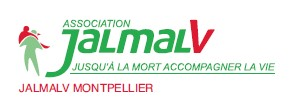 ASSOCIATION
JALMALV
JUSQU'À LA MORT ACCOMPAGNER LA VIE
JALMALV MONTPELLIER